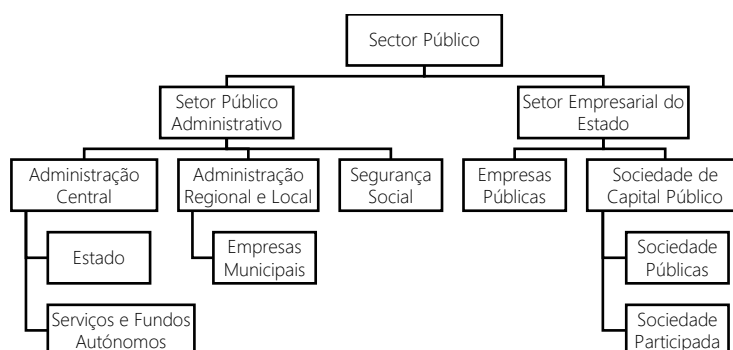 Sector Público
Setor Público
Administrativo
Setor Empresarial do
Estado
Administração
Central
Administração
Regional e Local
Segurança
Social
Empresas
Públicas
Sociedade de
Capital Público
Estado
Empresas
Municipais
Sociedade
Públicas
Serviços e Fundos
Autónomos
Sociedade
Participada